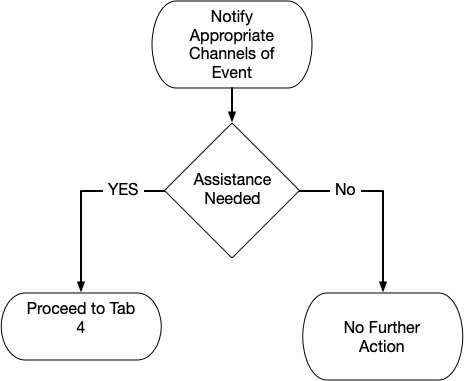 Notify
Appropriate
Channels of
Event
Assistance
Needed
YES
No
Proceed to Tab
4
No Further
Action